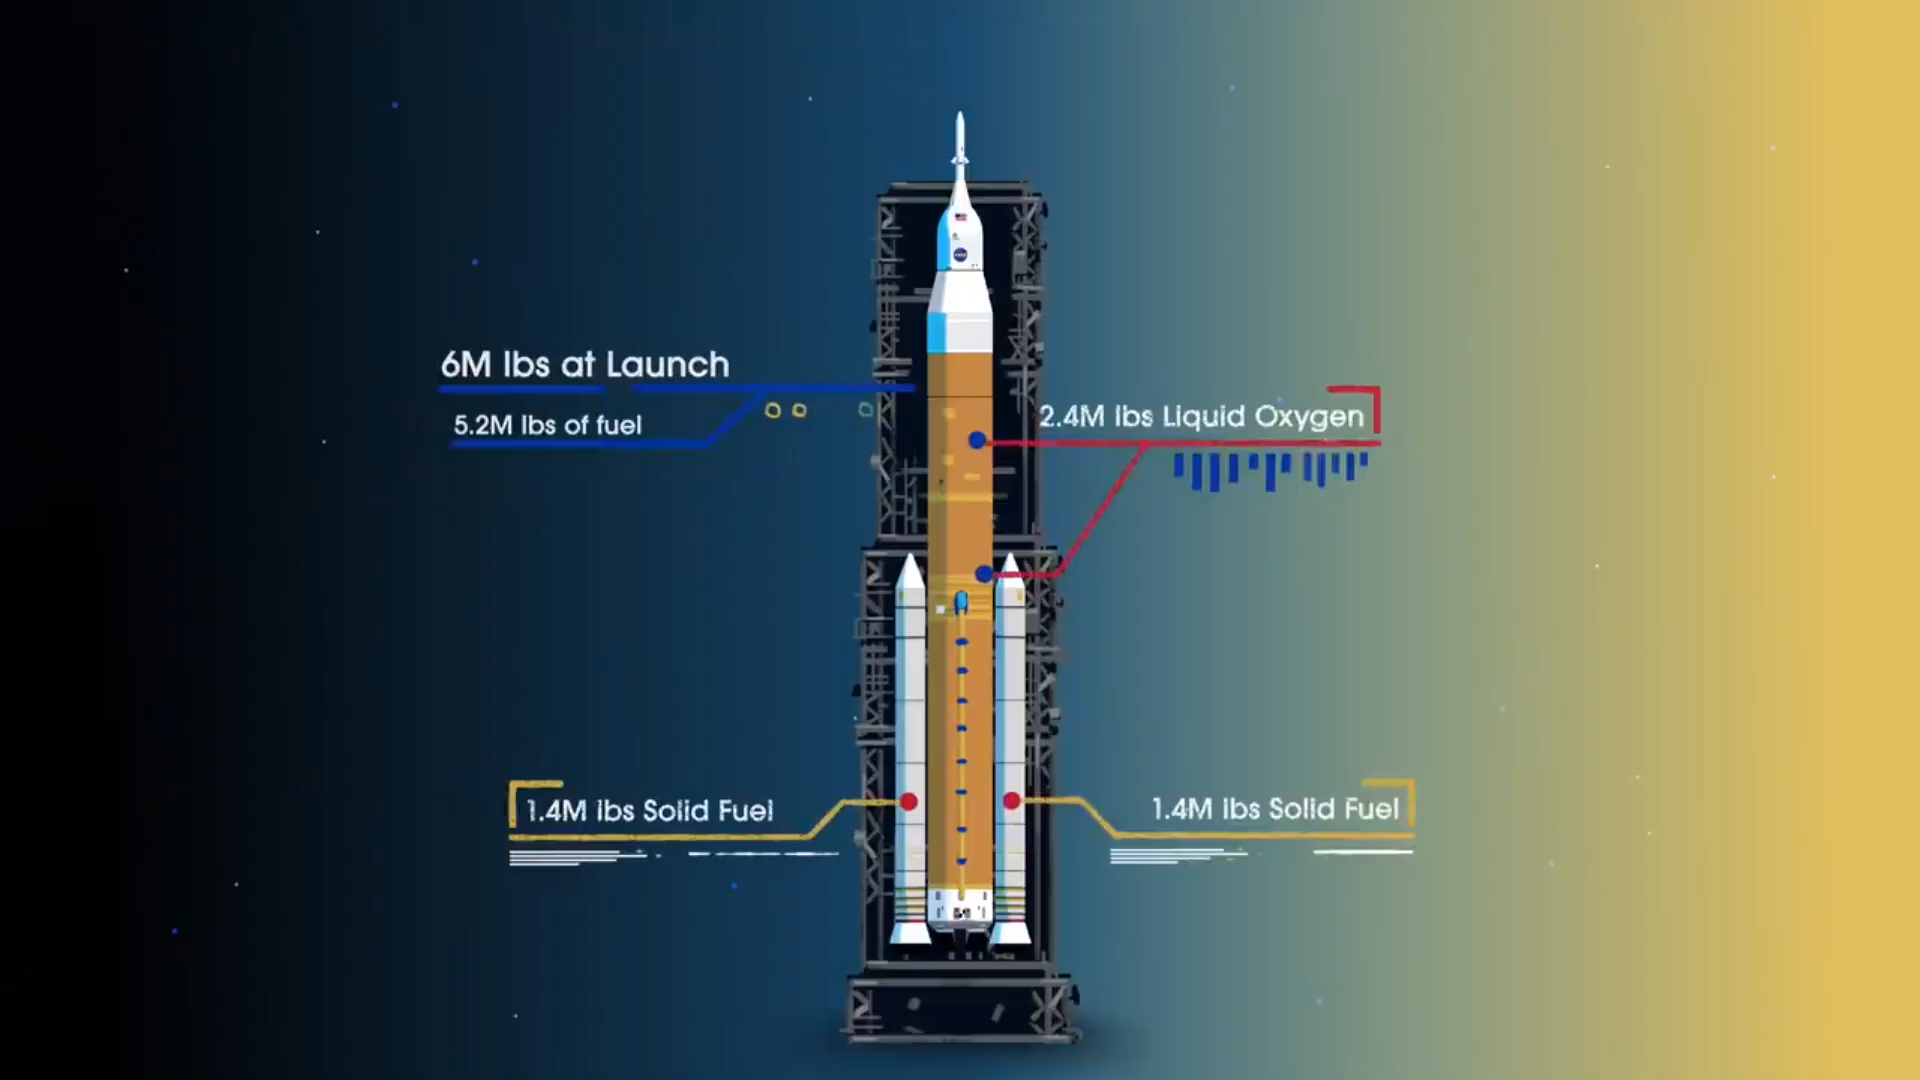 6M lbs at Launch
5.2M lbs of fuel
2.4M lbs Liquid Oxygen
1.4M lbs Solid Fuel
1.4M lbs Solid Fuel